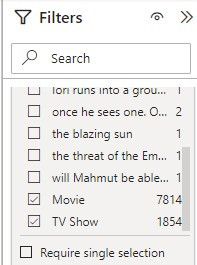 Filters
Search
lori runs into a grou... 1
once he sees one. O... 2
the blazing sun 1
the threat of the Em... 1
will Mahmut be able... 1
Movie 7814
TV Show 1854
Require single selection